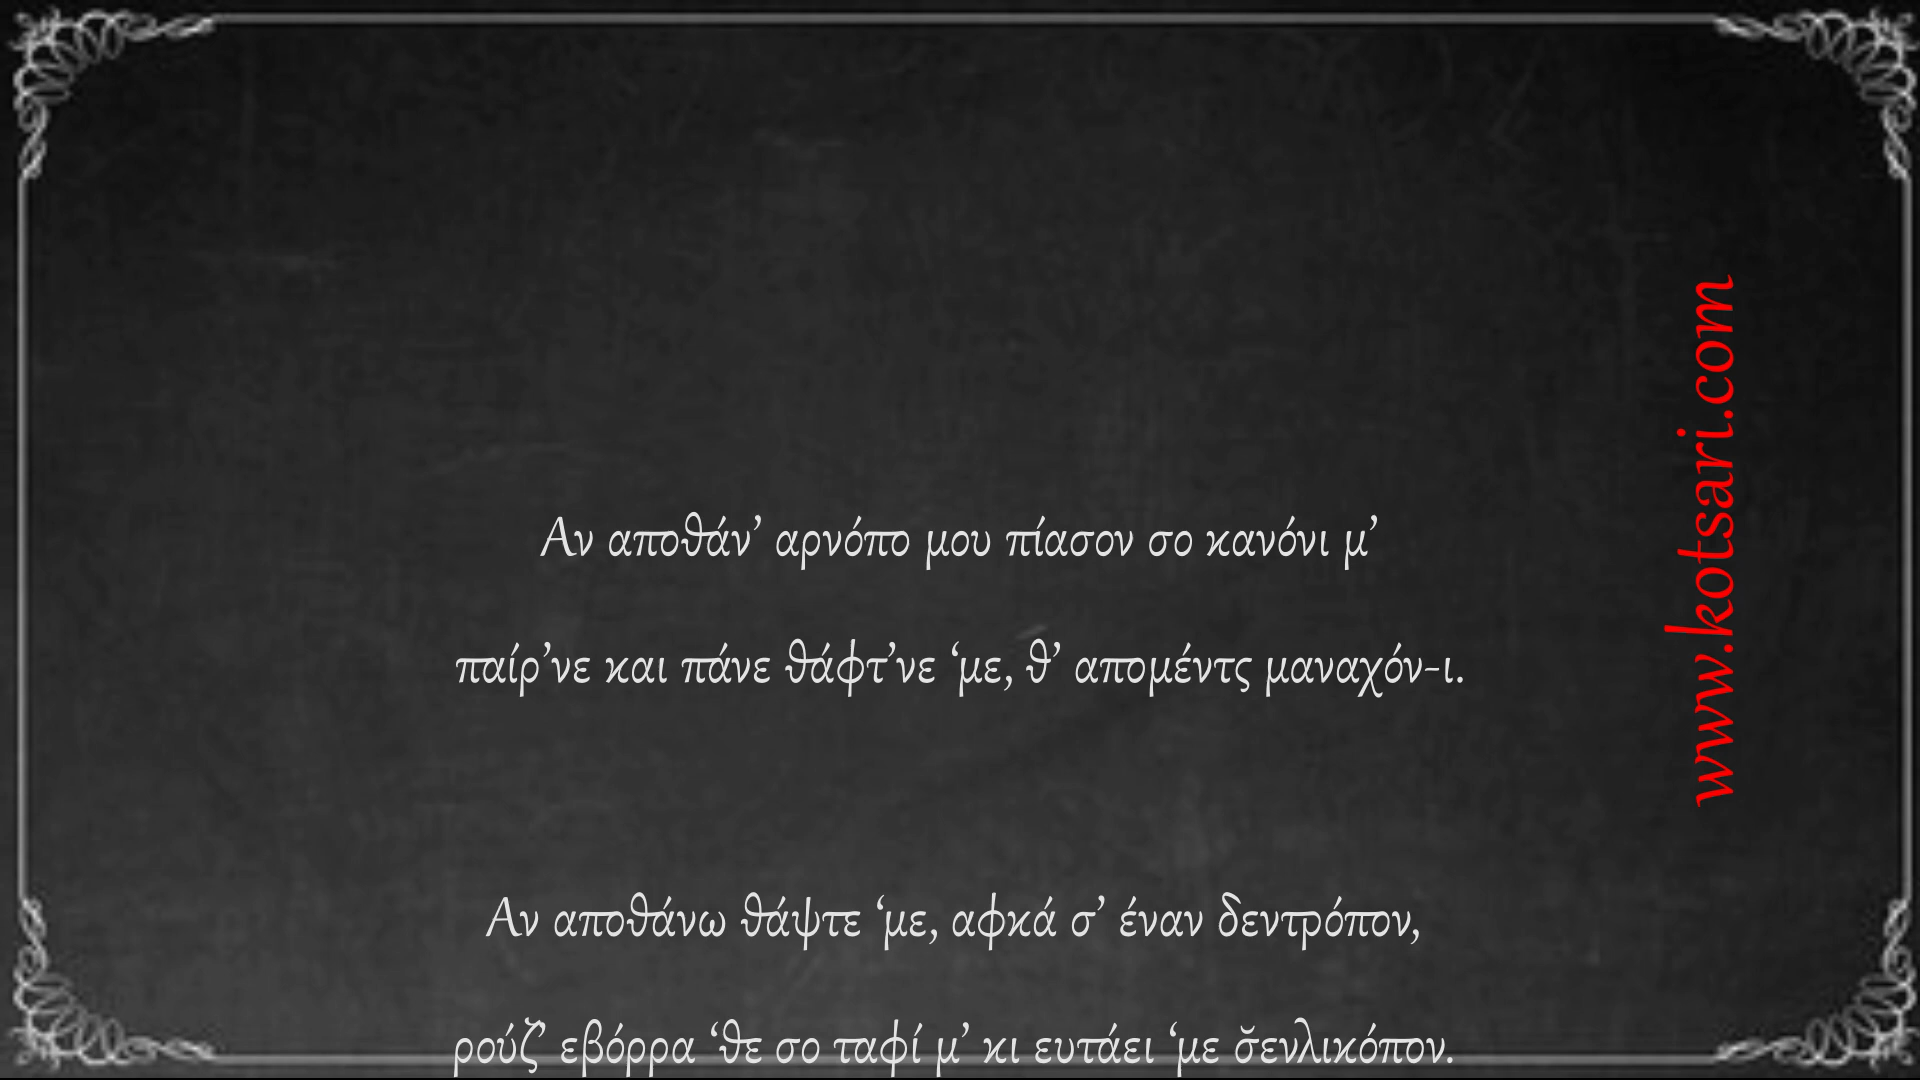 Αν αποθάν’ αρνόπο μου πίασον σο κανόνι μ’
παίρ’νε και πάνε θάφτ’νε ‘με, θ’ απομέντς μαναχόν-ι.
Αν αποθάνω θάψτε ‘με, αφκά σ’ έναν δεντρόπον,
ρούζ’ εβόρρα ‘θε σο ταφί μ’ κι ευτάει ‘με σ̌ενλικόπον.
www.kotsari.com